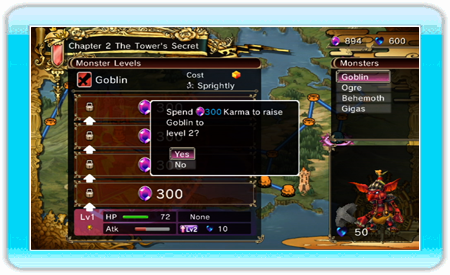 Chapter 2 The Tower's Secret
894 600
Monster Levels
Goblin
Cost
Sprightly
Spend 300 Karma to raise
Goblin to
level 2?
Yes
No
300
Lv1 HP 72 None
Atk Lv2 10
Monsters
Goblin
Ogre
Behemoth
Gigas
50